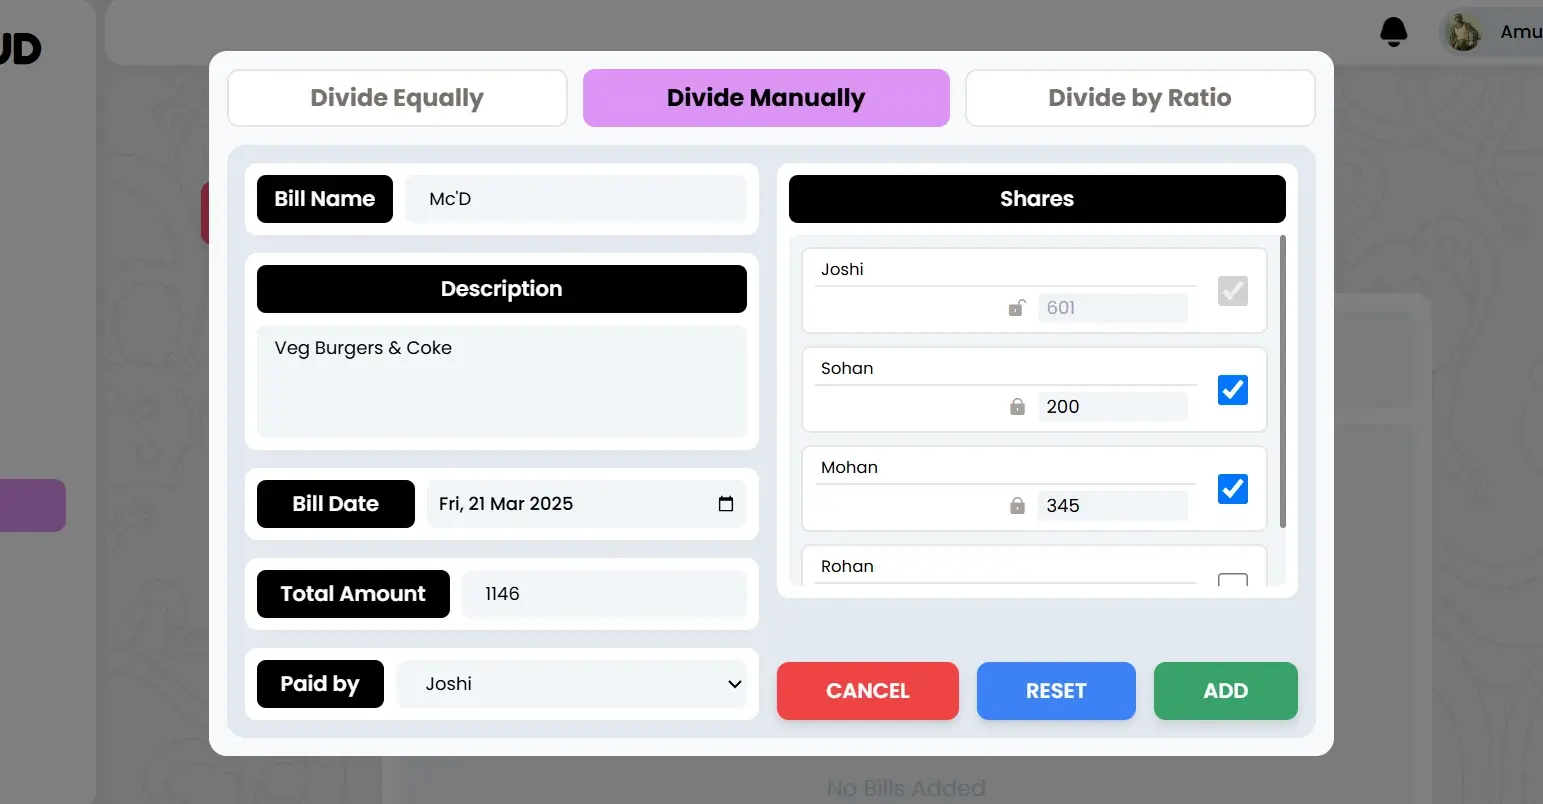 UD
Amu
Divide Equally
Divide Manually
Divide by Ratio
Bill Name
Mc'D
Description
Veg Burgers & Coke
Bill Date
Fri, 21 Mar 2025
Total Amount
1146
Paid by
Joshi
Shares
Joshi
601
Sohan
200
Mohan
345
Rohan
CANCEL
RESET
ADD
No Bills Added